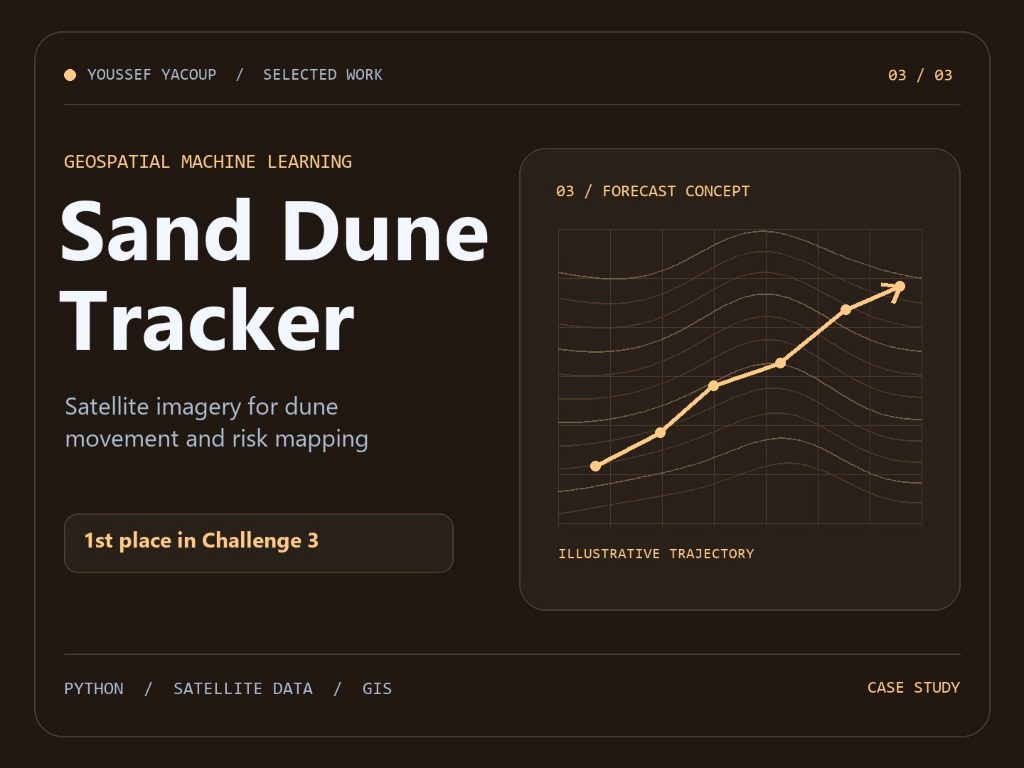 YOUSSEF YACOUP / SELECTED WORK
03 / 03
GEOSPATIAL MACHINE LEARNING
Sand Dune
Tracker
Satellite imagery for dune
movement and risk mapping
1st place in Challenge 3
03 / FORECAST CONCEPT
ILLUSTRATIVE TRAJECTORY
PYTHON / SATELLITE DATA / GIS
CASE STUDY